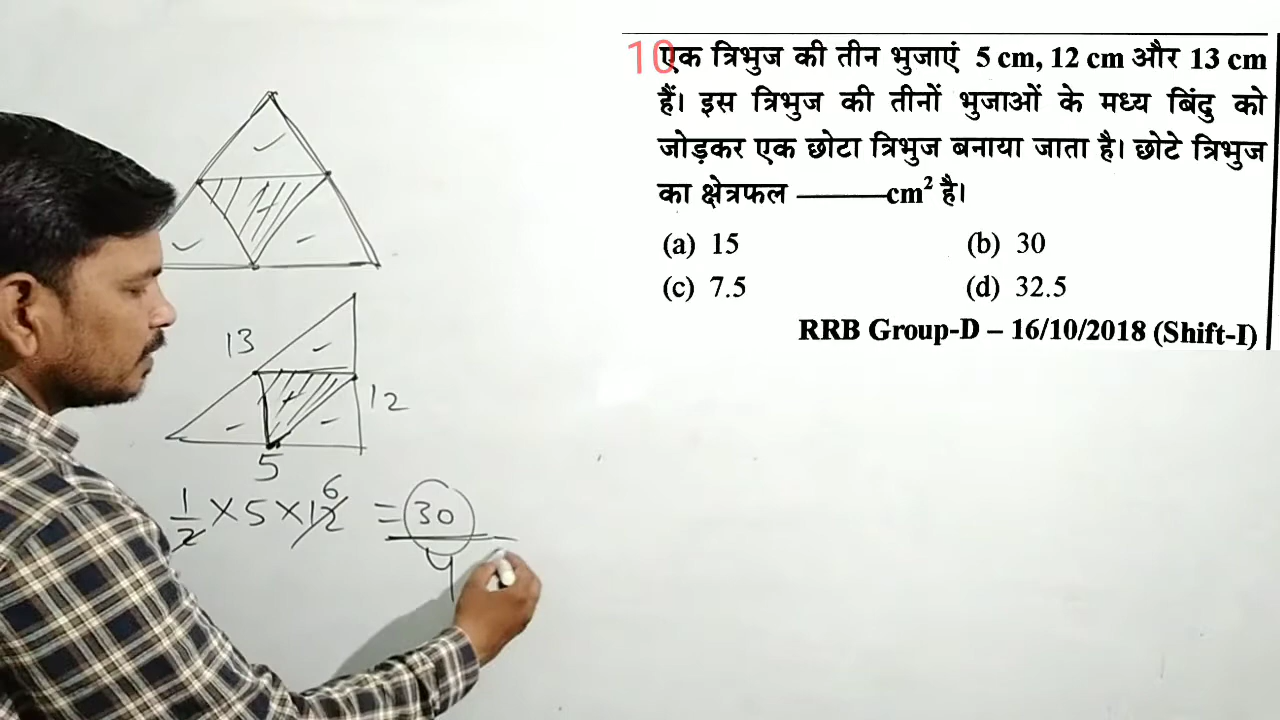 10
एक त्रिभुज की तीन भुजाएं 5 cm, 12 cm और 13 cm
हैं। इस त्रिभुज की तीनों भुजाओं के मध्य बिंदु को
जोड़कर एक छोटा त्रिभुज बनाया जाता है। छोटे त्रिभुज
का क्षेत्रफल ———cm² है।
(a) 15 (b) 30
(c) 7.5 (d) 32.5
RRB Group-D – 16/10/2018 (Shift-I)
13
12
5
6
1/2 × 5 × 12 = 30
4